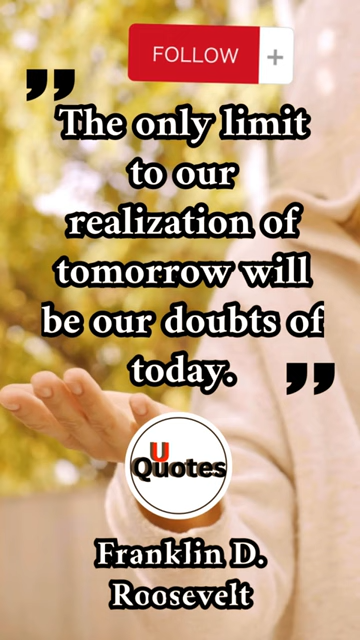 FOLLOW +
”
The only limit
to our
realization of
tomorrow will
be our doubts of
today.
”
U
Quotes
Franklin D.
Roosevelt